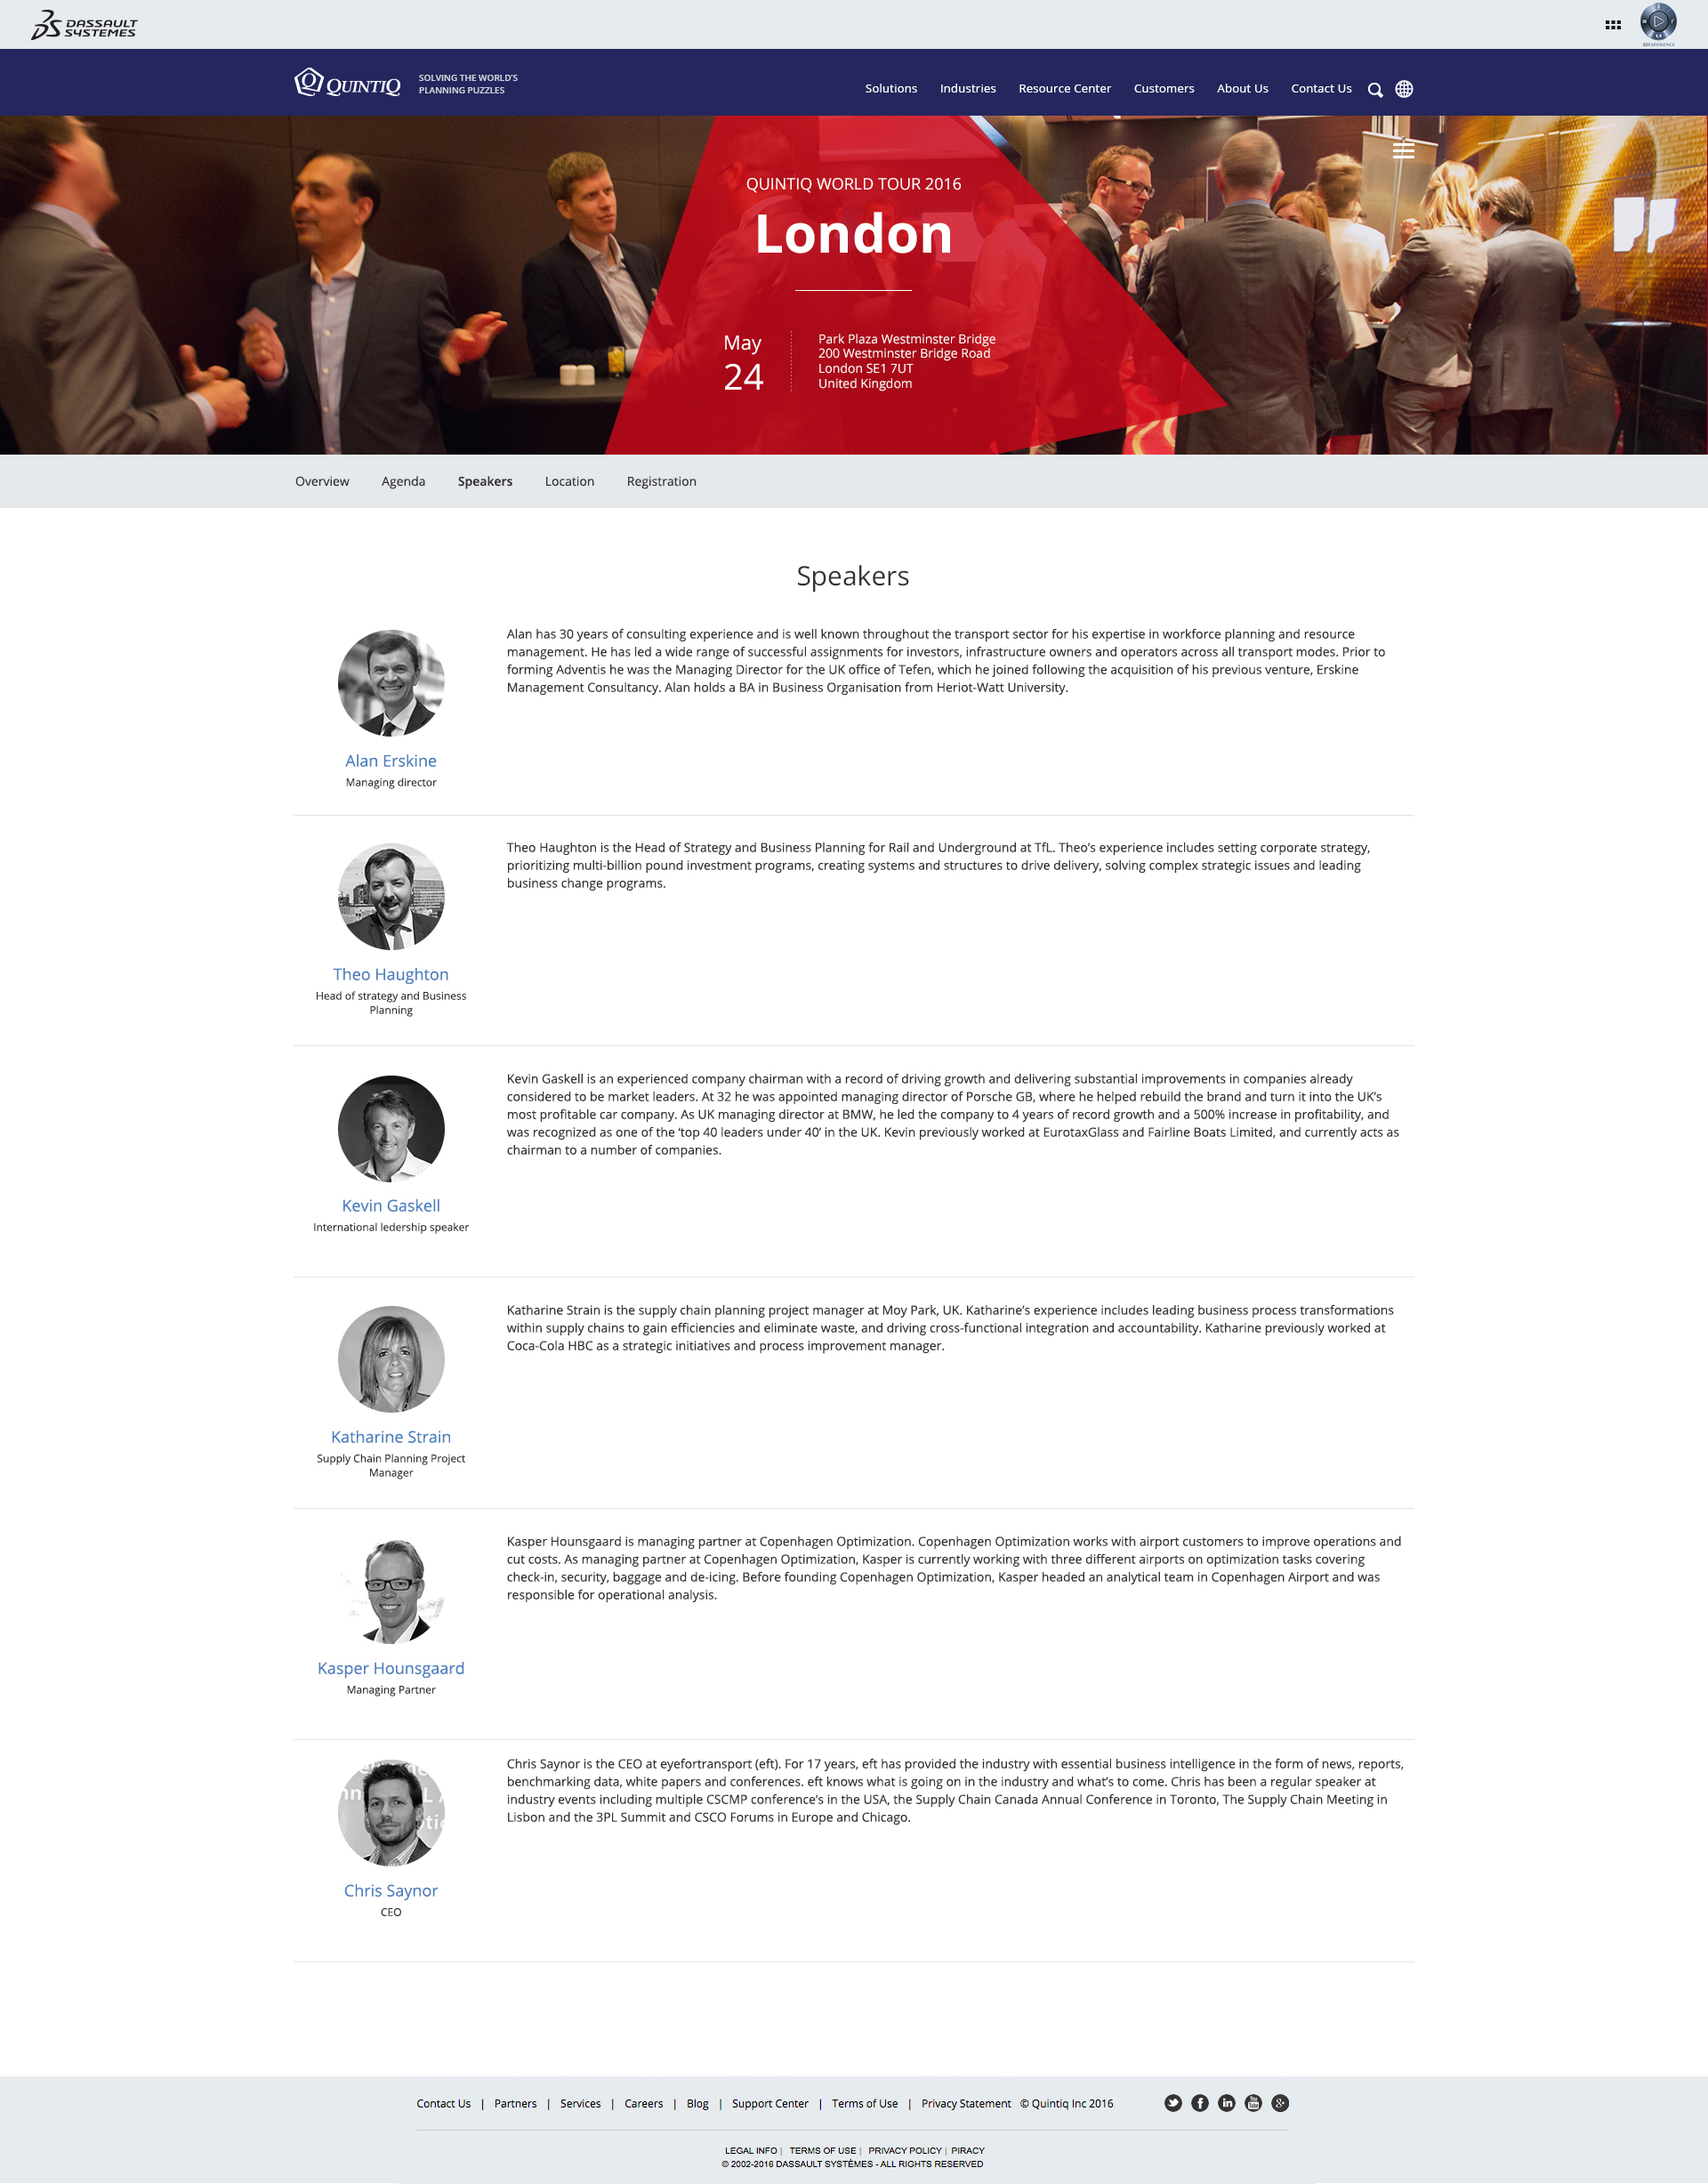 DASSAULT
SYSTEMES
QUINTIQ
SOLVING THE WORLD'S
PLANNING PUZZLES
Solutions Industries Resource Center Customers About Us Contact Us
QUINTIQ WORLD TOUR 2016
London
May
24
Park Plaza Westminster Bridge
200 Westminster Bridge Road
London SE1 7UT
United Kingdom
Overview Agenda Speakers Location Registration
Speakers
Alan has 30 years of consulting experience and is well known throughout the transport sector for his expertise in workforce planning and resource
management. He has led a wide range of successful assignments for investors, infrastructure owners and operators across all transport modes. Prior to
forming Adventis he was the Managing Director for the UK office of Tefen, which he joined following the acquisition of his previous venture, Erskine
Management Consultancy. Alan holds a BA in Business Organisation from Heriot-Watt University.
Alan Erskine
Managing director
Theo Haughton is the Head of Strategy and Business Planning for Rail and Underground at TfL. Theo’s experience includes setting corporate strategy,
prioritizing multi-billion pound investment programs, creating systems and structures to drive delivery, solving complex strategic issues and leading
business change programs.
Theo Haughton
Head of strategy and Business
Planning
Kevin Gaskell is an experienced company chairman with a record of driving growth and delivering substantial improvements in companies already
considered to be market leaders. At 32 he was appointed managing director of Porsche GB, where he helped rebuild the brand and turn it into the UK’s
most profitable car company. As UK managing director at BMW, he led the company to 4 years of record growth and a 500% increase in profitability, and
was recognized as one of the ‘top 40 leaders under 40’ in the UK. Kevin previously worked at EurotaxGlass and Fairline Boats Limited, and currently acts as
chairman to a number of companies.
Kevin Gaskell
International ledership speaker
Katharine Strain is the supply chain planning project manager at Moy Park, UK. Katharine’s experience includes leading business process transformations
within supply chains to gain efficiencies and eliminate waste, and driving cross-functional integration and accountability. Katharine previously worked at
Coca-Cola HBC as a strategic initiatives and process improvement manager.
Katharine Strain
Supply Chain Planning Project
Manager
Kasper Hounsgaard is managing partner at Copenhagen Optimization. Copenhagen Optimization works with airport customers to improve operations and
cut costs. As managing partner at Copenhagen Optimization, Kasper is currently working with three different airports on optimization tasks covering
check-in, security, baggage and de-icing. Before founding Copenhagen Optimization, Kasper headed an analytical team in Copenhagen Airport and was
responsible for operational analysis.
Kasper Hounsgaard
Managing Partner
Chris Saynor is the CEO at eyefortransport (eft). For 17 years, eft has provided the industry with essential business intelligence in the form of news, reports,
benchmarking data, white papers and conferences. eft knows what is going on in the industry and what’s to come. Chris has been a regular speaker at
industry events including multiple CSCMP conference’s in the USA, the Supply Chain Canada Annual Conference in Toronto, The Supply Chain Meeting in
Lisbon and the 3PL Summit and CSCO Forums in Europe and Chicago.
Chris Saynor
CEO
Contact Us | Partners | Services | Careers | Blog | Support Center | Terms of Use | Privacy Statement © Quintiq Inc 2016
LEGAL INFO | TERMS OF USE | PRIVACY POLICY | PIRACY
© 2002-2016 DASSAULT SYSTÈMES - ALL RIGHTS RESERVED